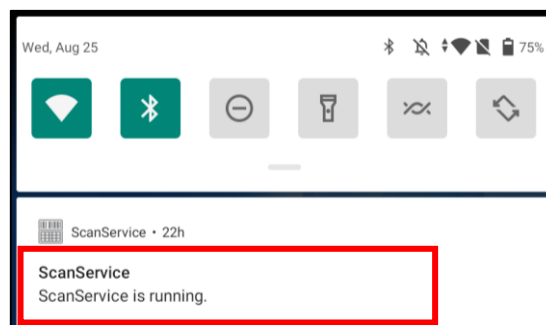 Wed, Aug 25
75%
ScanService • 22h
ScanService
ScanService is running.